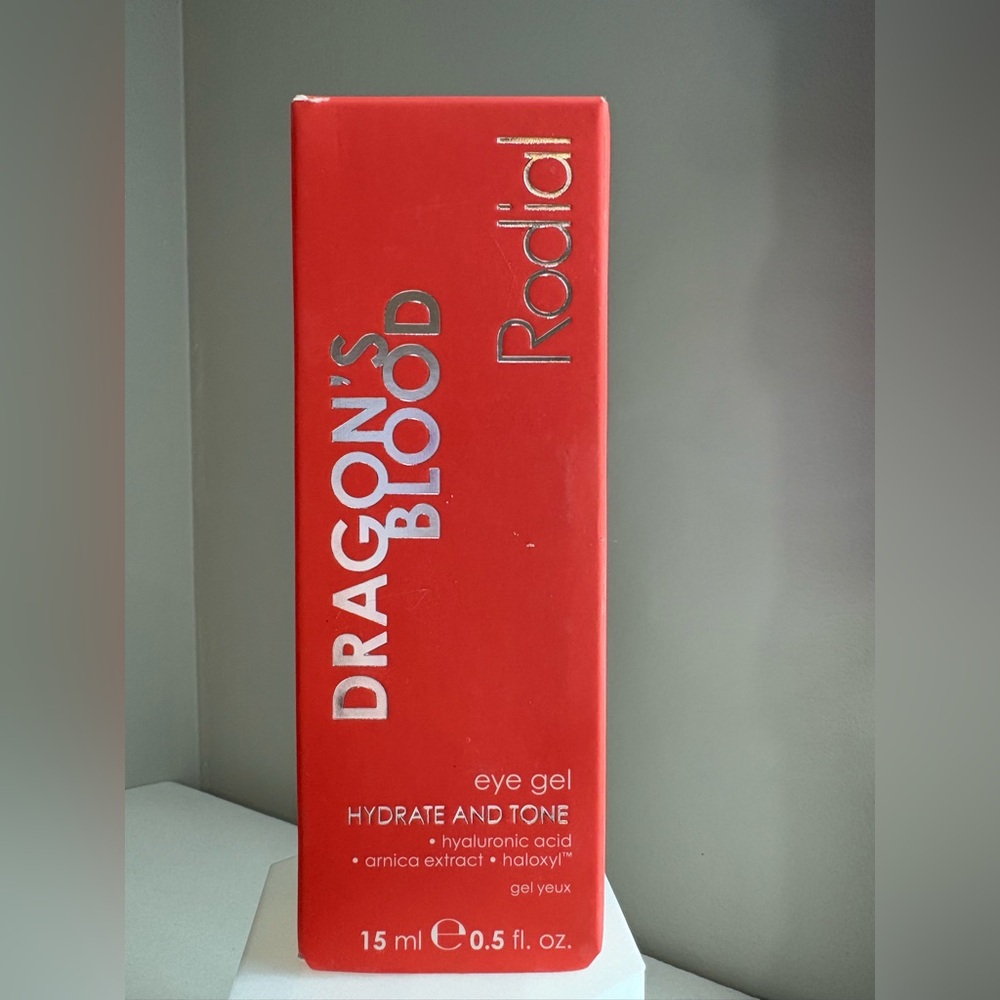 Rodial
DRAGON'S
BLOOD
eye gel
HYDRATE AND TONE
• hyaluronic acid
• arnica extract • haloxyl™
gel yeux
15 ml ℮ 0.5 fl. oz.